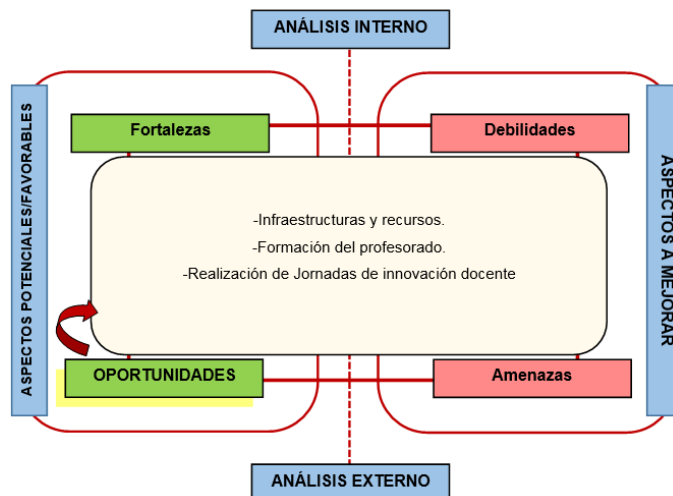 ANÁLISIS INTERNO
ASPECTOS POTENCIALES/FAVORABLES
Fortalezas
Debilidades
ASPECTOS A MEJORAR
-Infraestructuras y recursos.
-Formación del profesorado.
-Realización de Jornadas de innovación docente
OPORTUNIDADES
Amenazas
ANÁLISIS EXTERNO